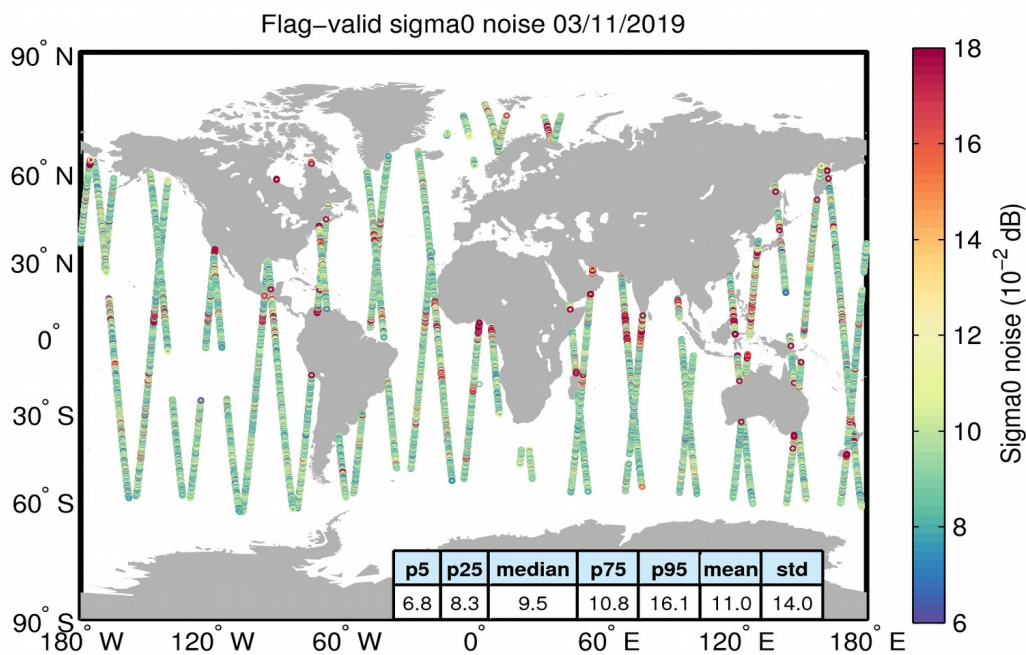 Flag−valid sigma0 noise 03/11/2019
90° N
60° N
30° N
0°
30° S
60° S
90° S
180° W
120° W
60° W
0°
60° E
120° E
180° E
p5 p25 median p75 p95 mean std
6.8 8.3 9.5 10.8 16.1 11.0 14.0
18
16
14
12
10
8
6
Sigma0 noise (10⁻² dB)